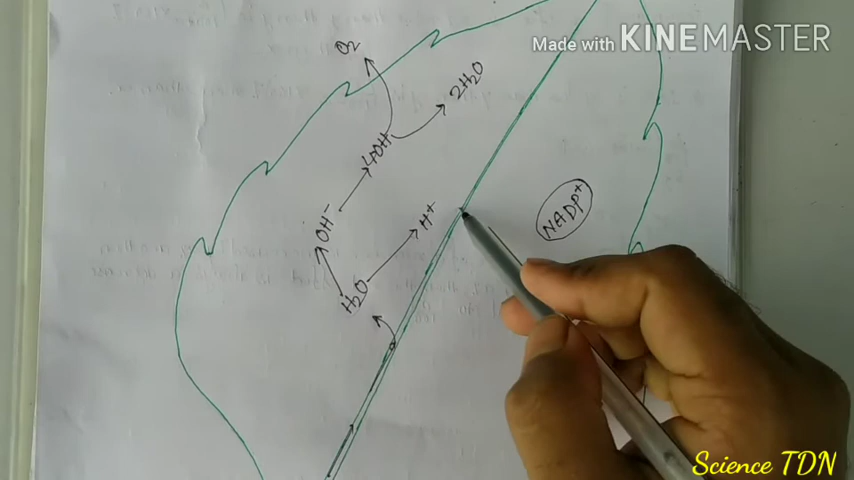 Made with KINEMASTER
O2
2H2O
4OH
OH-
H+
NADP+
H2O
Science TDN